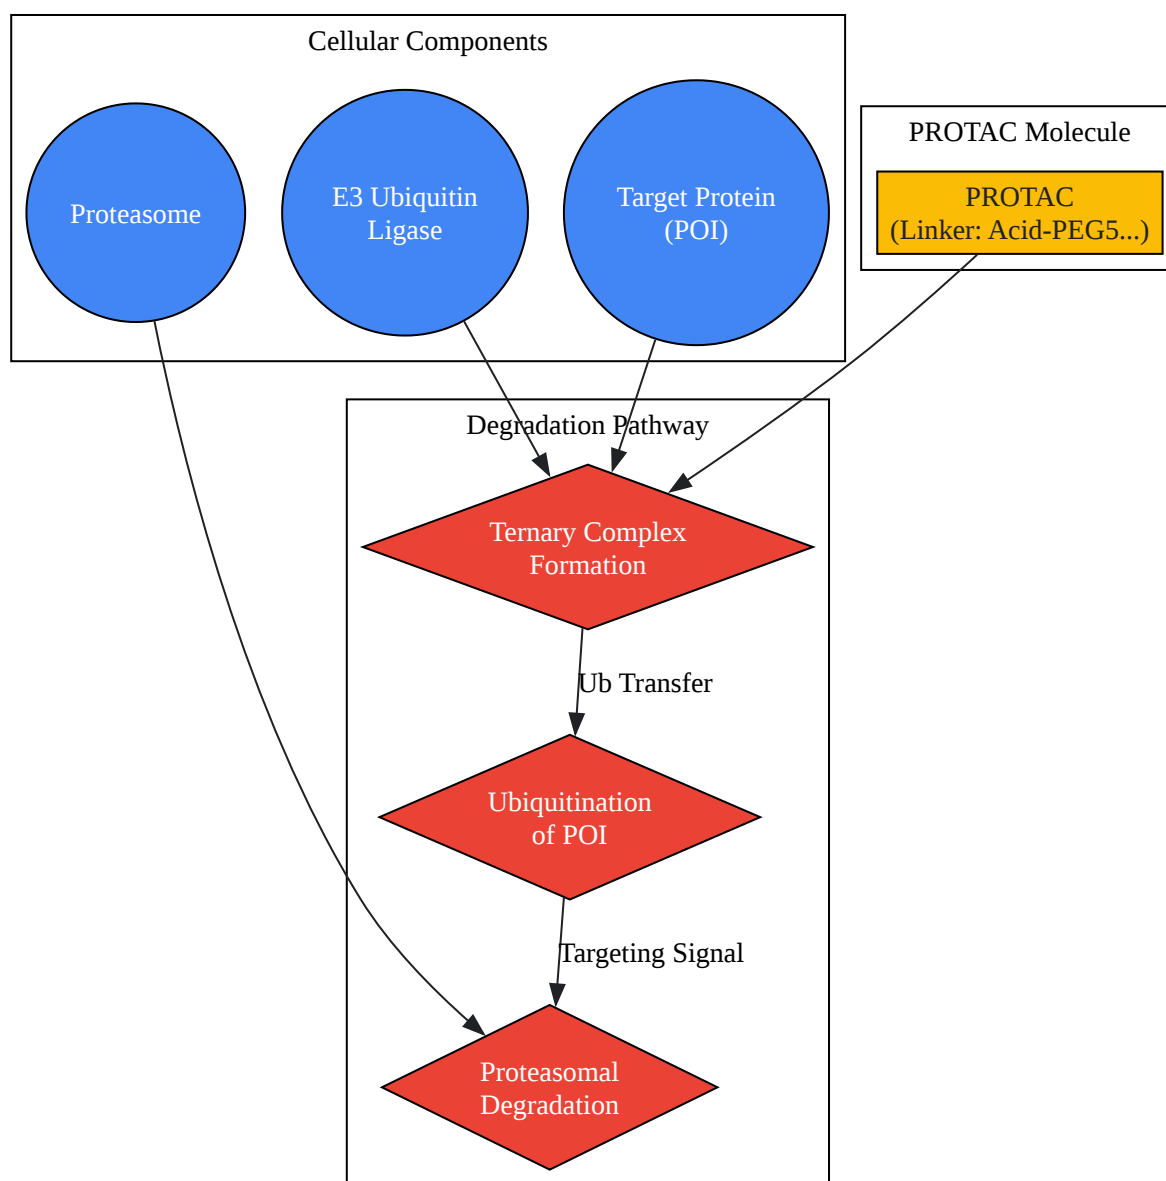 Cellular Components
Proteasome
E3 Ubiquitin
Ligase
Target Protein
(POI)
PROTAC Molecule
PROTAC
(Linker: Acid-PEG5...)
Degradation Pathway
Ternary Complex
Formation
Ub Transfer
Ubiquitination
of POI
Targeting Signal
Proteasomal
Degradation